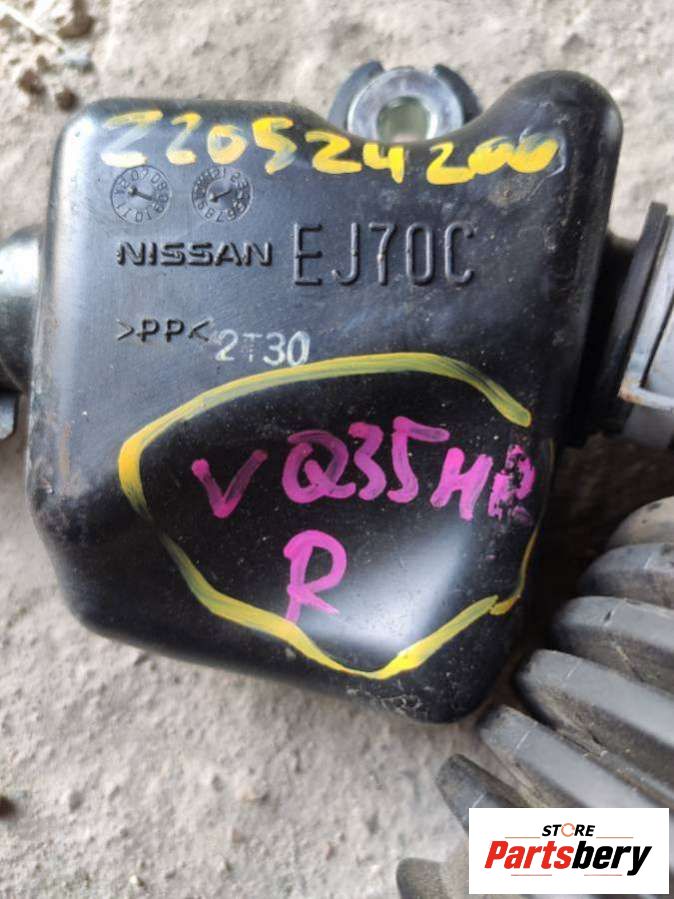 220524200
NISSAN EJ70C
>PP< 2T30
VQ35HR
R
STORE
Partsbery